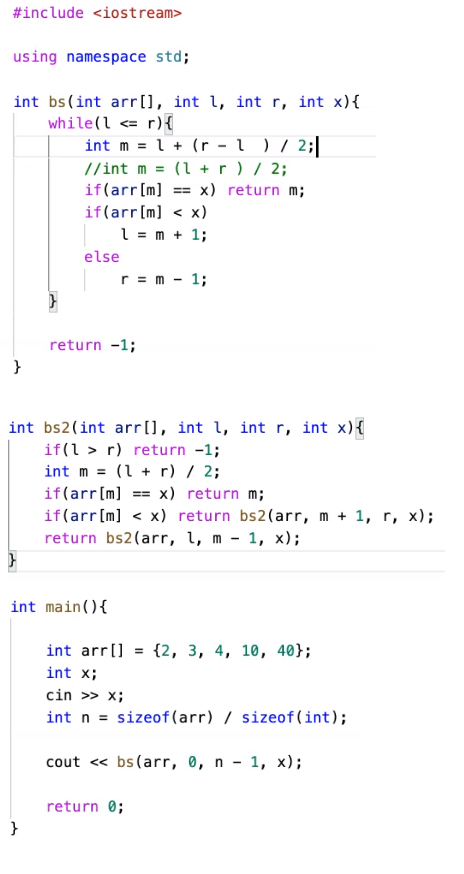 #include <iostream>
using namespace std;
int bs(int arr[], int l, int r, int x){
while(l <= r){
int m = l + (r - l  ) / 2;
//int m = (l + r ) / 2;
if(arr[m] == x) return m;
if(arr[m] < x)
l = m + 1;
else
r = m - 1;
}
return -1;
}
int bs2(int arr[], int l, int r, int x){
if(l > r) return -1;
int m = (l + r) / 2;
if(arr[m] == x) return m;
if(arr[m] < x) return bs2(arr, m + 1, r, x);
return bs2(arr, l, m - 1, x);
}
int main(){
int arr[] = {2, 3, 4, 10, 40};
int x;
cin >> x;
int n = sizeof(arr) / sizeof(int);
cout << bs(arr, 0, n - 1, x);
return 0;
}